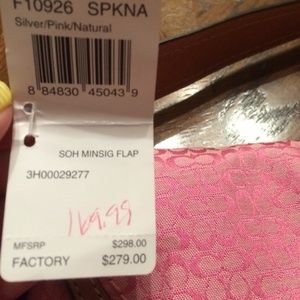 F10926 SPKNA
Silver/Pink/Natural
8 84830 45043 9
SOH MINSIG FLAP
3H00029277
169.99
MFSRP $298.00
FACTORY $279.00